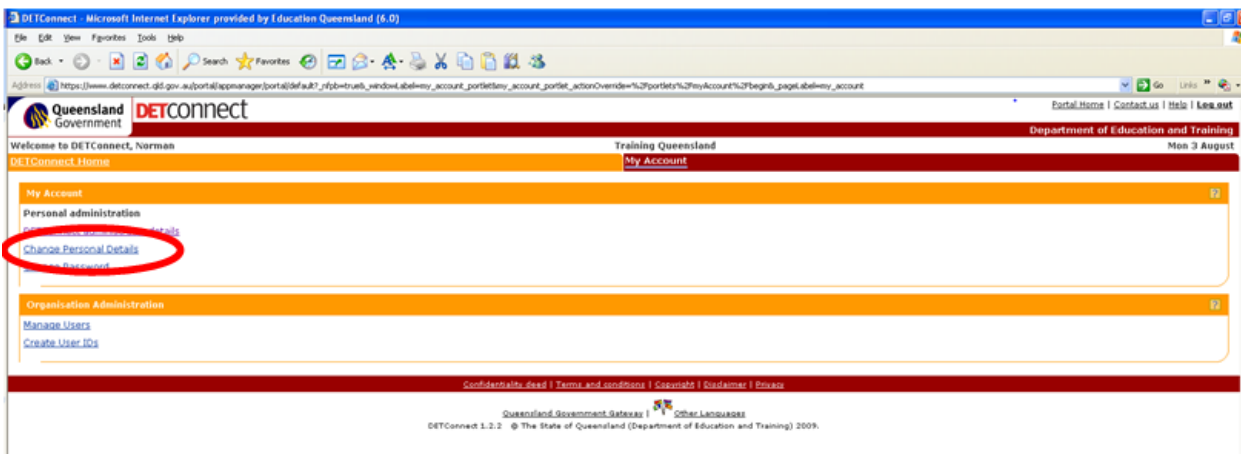 DETConnect - Microsoft Internet Explorer provided by Education Queensland (6.0)
File Edit View Favorites Tools Help
Back Search Favorites
Address https://www.detconnect.qld.gov.au/portal/appmanager/portal/default?_nfpb=true&_windowLabel=my_account_portlet&my_account_portlet_actionOverride=%2Fportlets%2FmyAccount%2Fbegin&_pageLabel=my_account Go Links »
Queensland Government DETconnect Portal Home | Contact us | Help | Log out
Department of Education and Training
Welcome to DETConnect, Norman Training Queensland Mon 3 August
DETConnect Home My Account
My Account
Personal administration
details
Change Personal Details
Password
Organisation Administration
Manage Users
Create User IDs
Confidentiality deed | Terms and conditions | Copyright | Disclaimer | Privacy
Queensland Government Gateway | Other Languages
DETConnect 1.2.2 © The State of Queensland (Department of Education and Training) 2009.